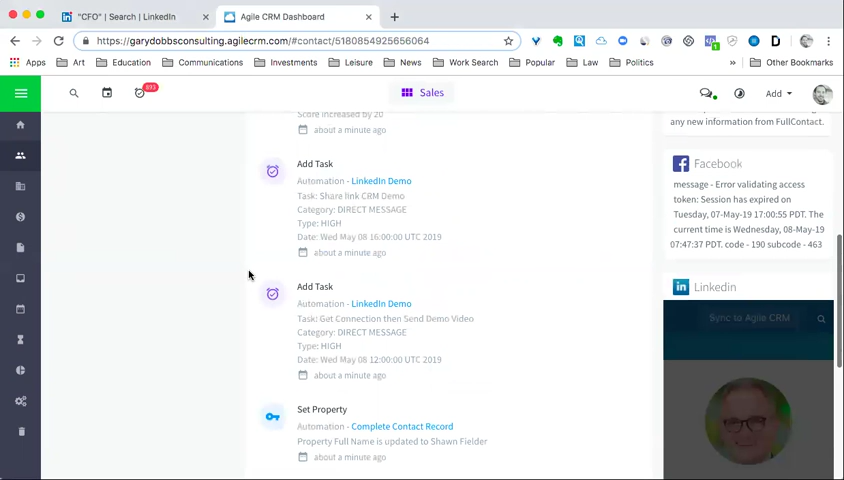 "CFO" | Search | LinkedIn
Agile CRM Dashboard
https://garydobbsconsulting.agilecrm.com/#contact/5180854925656064
Apps
Art
Education
Communications
Investments
Leisure
News
Work Search
Popular
Law
Politics
Other Bookmarks
893
Sales
Add
Score increased by 20
about a minute ago
Add Task
Automation - LinkedIn Demo
Task: Share link CRM Demo
Category: DIRECT MESSAGE
Type: HIGH
Date: Wed May 08 16:00:00 UTC 2019
about a minute ago
Add Task
Automation - LinkedIn Demo
Task: Get Connection then Send Demo Video
Category: DIRECT MESSAGE
Type: HIGH
Date: Wed May 08 12:00:00 UTC 2019
about a minute ago
Set Property
Automation - Complete Contact Record
Property Full Name is updated to Shawn Fielder
about a minute ago
any new information from FullContact.
Facebook
message - Error validating access
token: Session has expired on
Tuesday, 07-May-19 17:00:55 PDT. The
current time is Wednesday, 08-May-19
07:47:37 PDT. code - 190 subcode - 463
Linkedin
Sync to Agile CRM